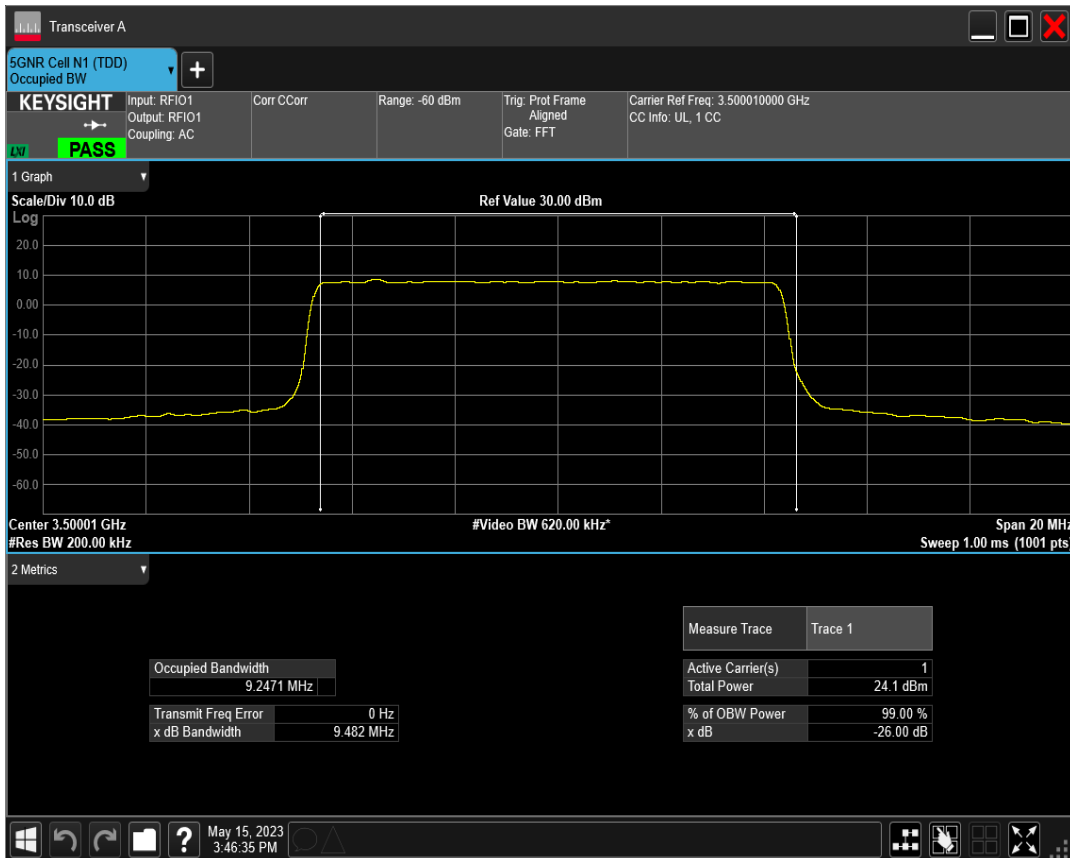 Transceiver A
5GNR Cell N1 (TDD)
Occupied BW
+
KEYSIGHT
LXI
PASS
Input: RFIO1
Output: RFIO1
Coupling: AC
Corr CCorr
Range: -60 dBm
Trig: Prot Frame
Aligned
Gate: FFT
Carrier Ref Freq: 3.500010000 GHz
CC Info: UL, 1 CC
1 Graph
Scale/Div 10.0 dB
Ref Value 30.00 dBm
Log
20.0
10.0
0.00
-10.0
-20.0
-30.0
-40.0
-50.0
-60.0
Center 3.50001 GHz
#Video BW 620.00 kHz*
Span 20 MHz
#Res BW 200.00 kHz
Sweep 1.00 ms (1001 pts)
2 Metrics
Measure Trace Trace 1
Occupied Bandwidth
9.2471 MHz
Active Carrier(s) 1
Total Power 24.1 dBm
Transmit Freq Error 0 Hz
x dB Bandwidth 9.482 MHz
% of OBW Power 99.00 %
x dB -26.00 dB
?
May 15, 2023
3:46:35 PM